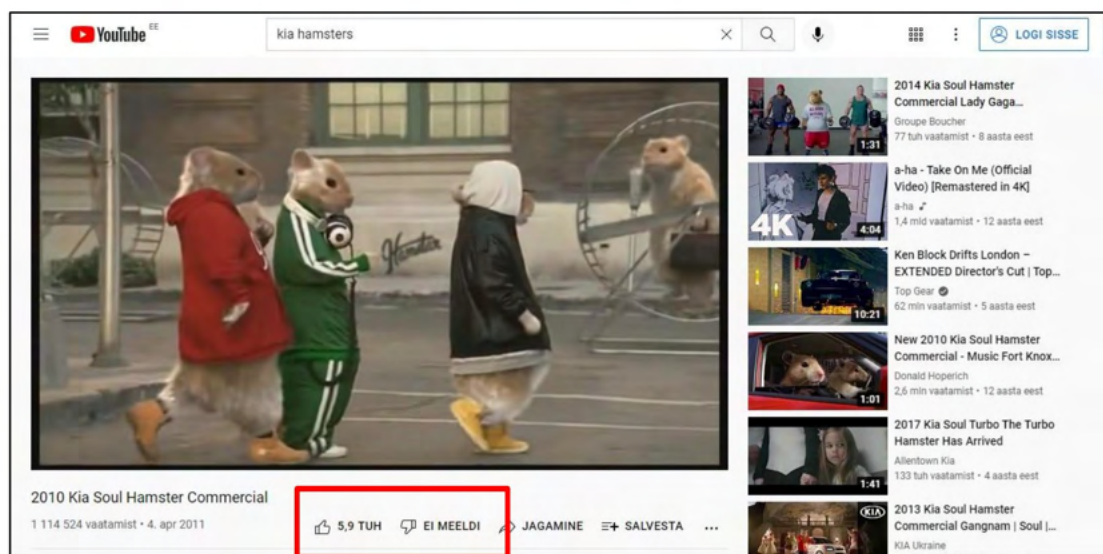 YouTube EE
kia hamsters
LOGI SISSE
Hamstar
2010 Kia Soul Hamster Commercial
1 114 524 vaatamist • 4. apr 2011
5,9 TUH
EI MEELDI
JAGAMINE
SALVESTA
1:31
2014 Kia Soul Hamster
Commercial Lady Gaga...
Groupe Boucher
77 tuh vaatamist • 8 aasta eest
4K
4:04
a-ha - Take On Me (Official
Video) [Remastered in 4K]
a-ha
1,4 mld vaatamist • 12 aasta eest
10:21
Ken Block Drifts London –
EXTENDED Director's Cut | Top...
Top Gear
62 mln vaatamist • 5 aasta eest
1:01
New 2010 Kia Soul Hamster
Commercial - Music Fort Knox...
Donald Hoperich
2,6 mln vaatamist • 12 aasta eest
1:41
2017 Kia Soul Turbo The Turbo
Hamster Has Arrived
Allentown Kia
133 tuh vaatamist • 4 aasta eest
KIA
2013 Kia Soul Hamster
Commercial Gangnam | Soul |...
KIA Ukraine